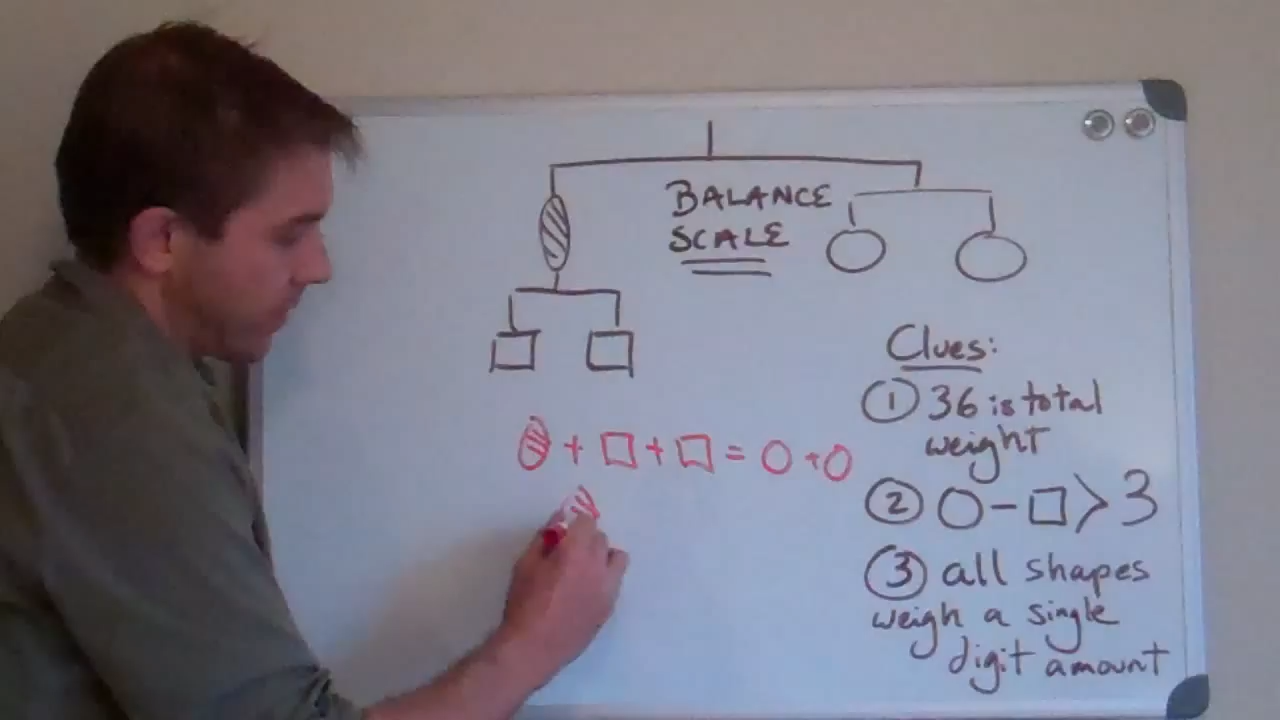 BALANCE
SCALE
Clues:
① 36 is total
weight
② ○ - □ > 3
③ all shapes
weigh a single
digit amount
⬮ + □ + □ = ○ + ○